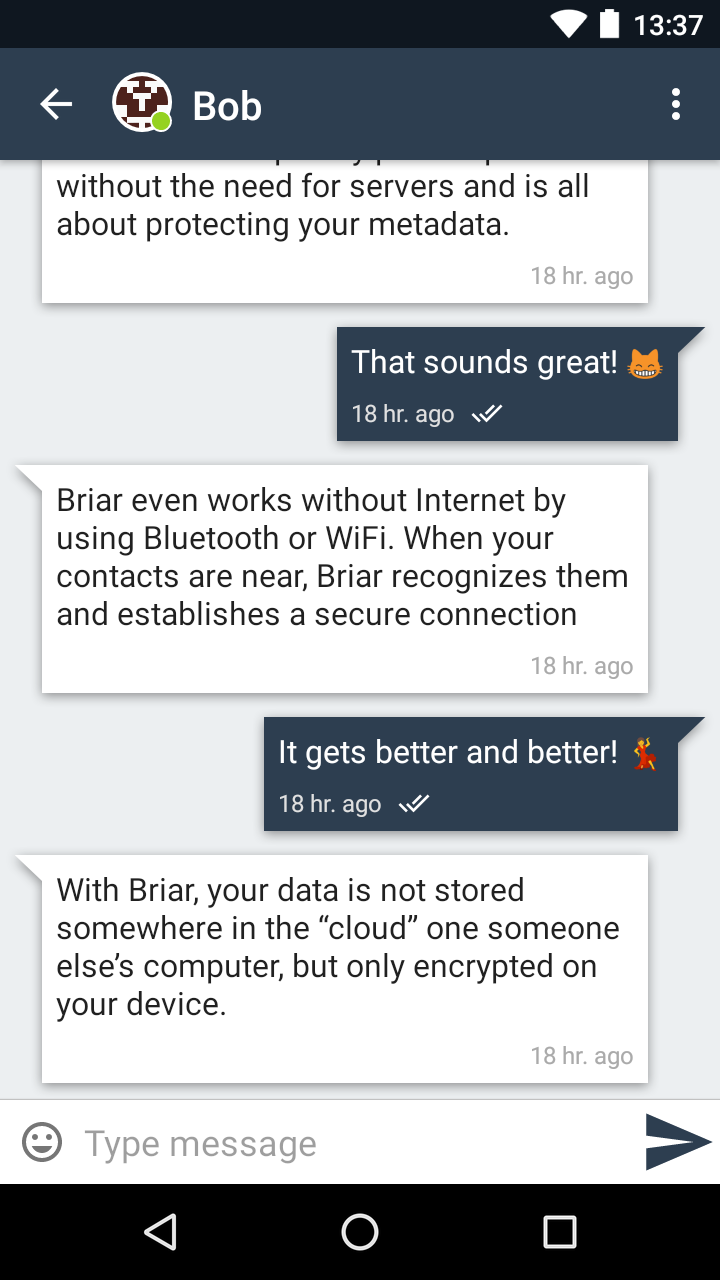 13:37
Bob
without the need for servers and is all
about protecting your metadata.
18 hr. ago
That sounds great! 😸
18 hr. ago
Briar even works without Internet by
using Bluetooth or WiFi. When your
contacts are near, Briar recognizes them
and establishes a secure connection
18 hr. ago
It gets better and better! 💃
18 hr. ago
With Briar, your data is not stored
somewhere in the “cloud” one someone
else’s computer, but only encrypted on
your device.
18 hr. ago
Type message